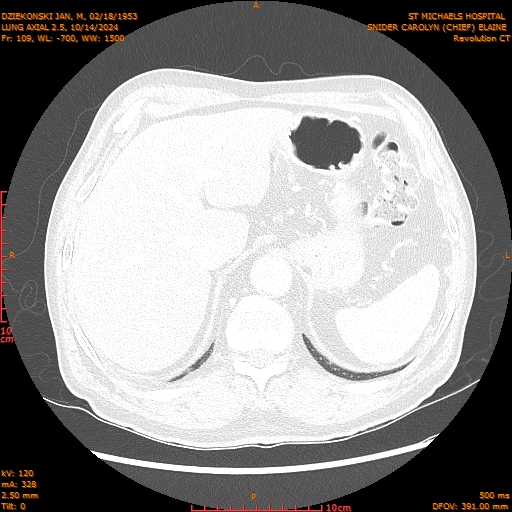 DZIEKONSKI JAN, M, 02/18/1953
LUNG AXIAL 2.5, 10/14/2024
Fr: 109, WL: -700, WW: 1500
ST MICHAELS HOSPITAL
SNIDER CAROLYN (CHIEF) ELAINE
Revolution CT
A
R
L
10
cm
kV: 120
mA: 328
2.50 mm
Tilt: 0
P
10cm
500 ms
DFOV: 391.00 mm